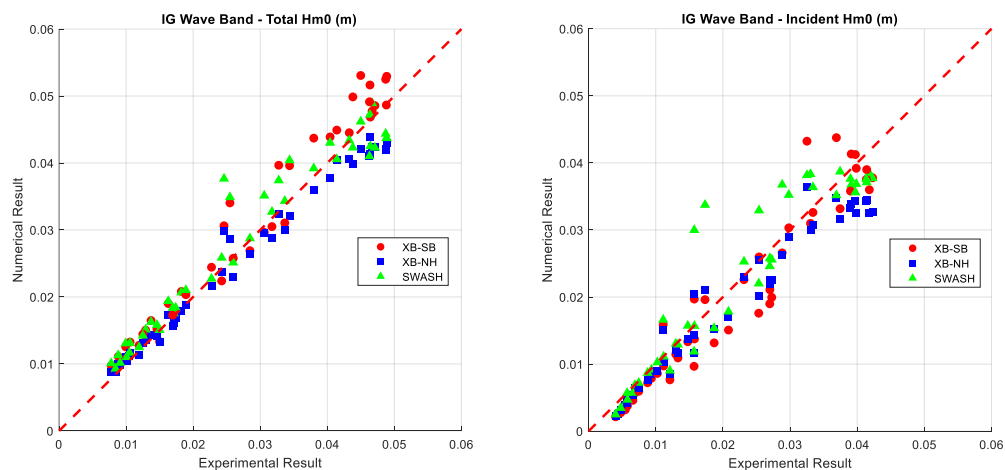 IG Wave Band - Total Hm0 (m)
0.06
0.05
0.04
0.03
0.02
0.01
0
Numerical Result
XB-SB
XB-NH
SWASH
0 0.01 0.02 0.03 0.04 0.05 0.06
Experimental Result
IG Wave Band - Incident Hm0 (m)
0.06
0.05
0.04
0.03
0.02
0.01
0
Numerical Result
XB-SB
XB-NH
SWASH
0 0.01 0.02 0.03 0.04 0.05 0.06
Experimental Result